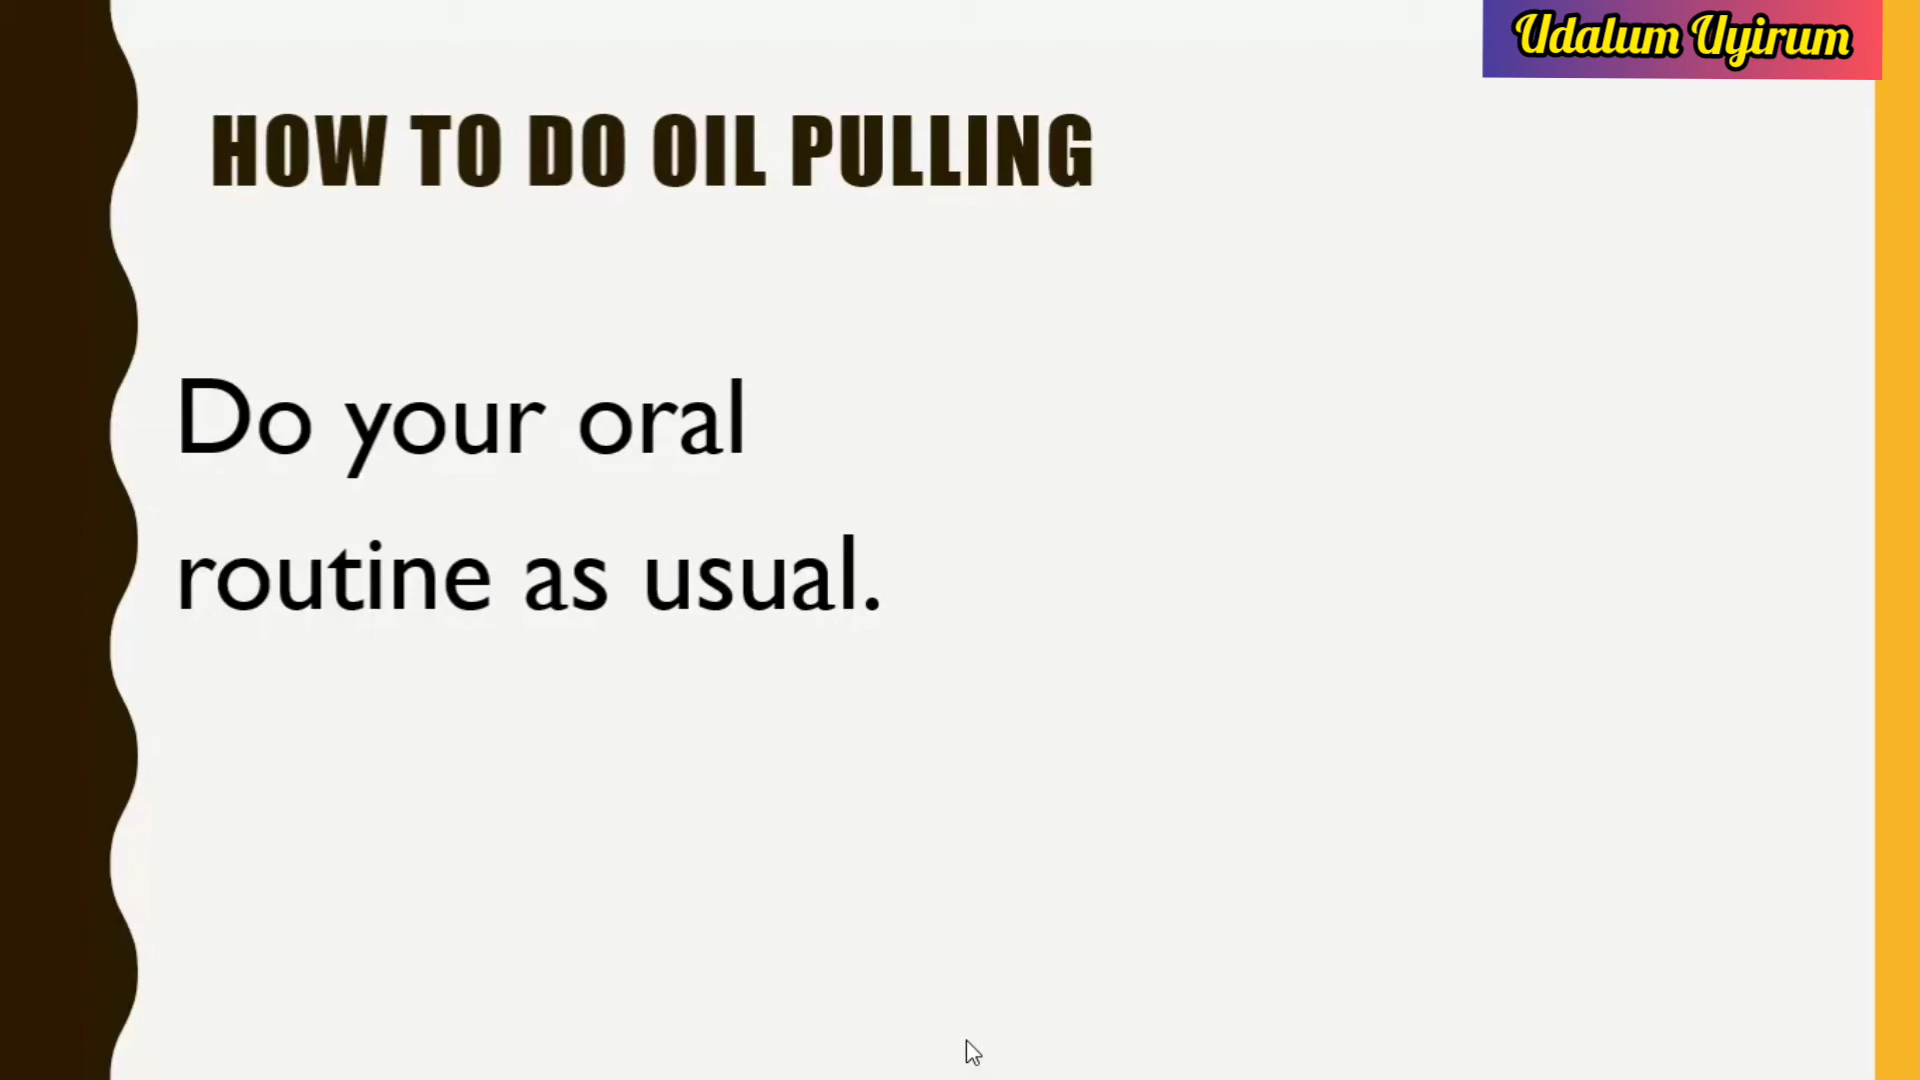 Udalum Uyirum
HOW TO DO OIL PULLING
Do your oral
routine as usual.